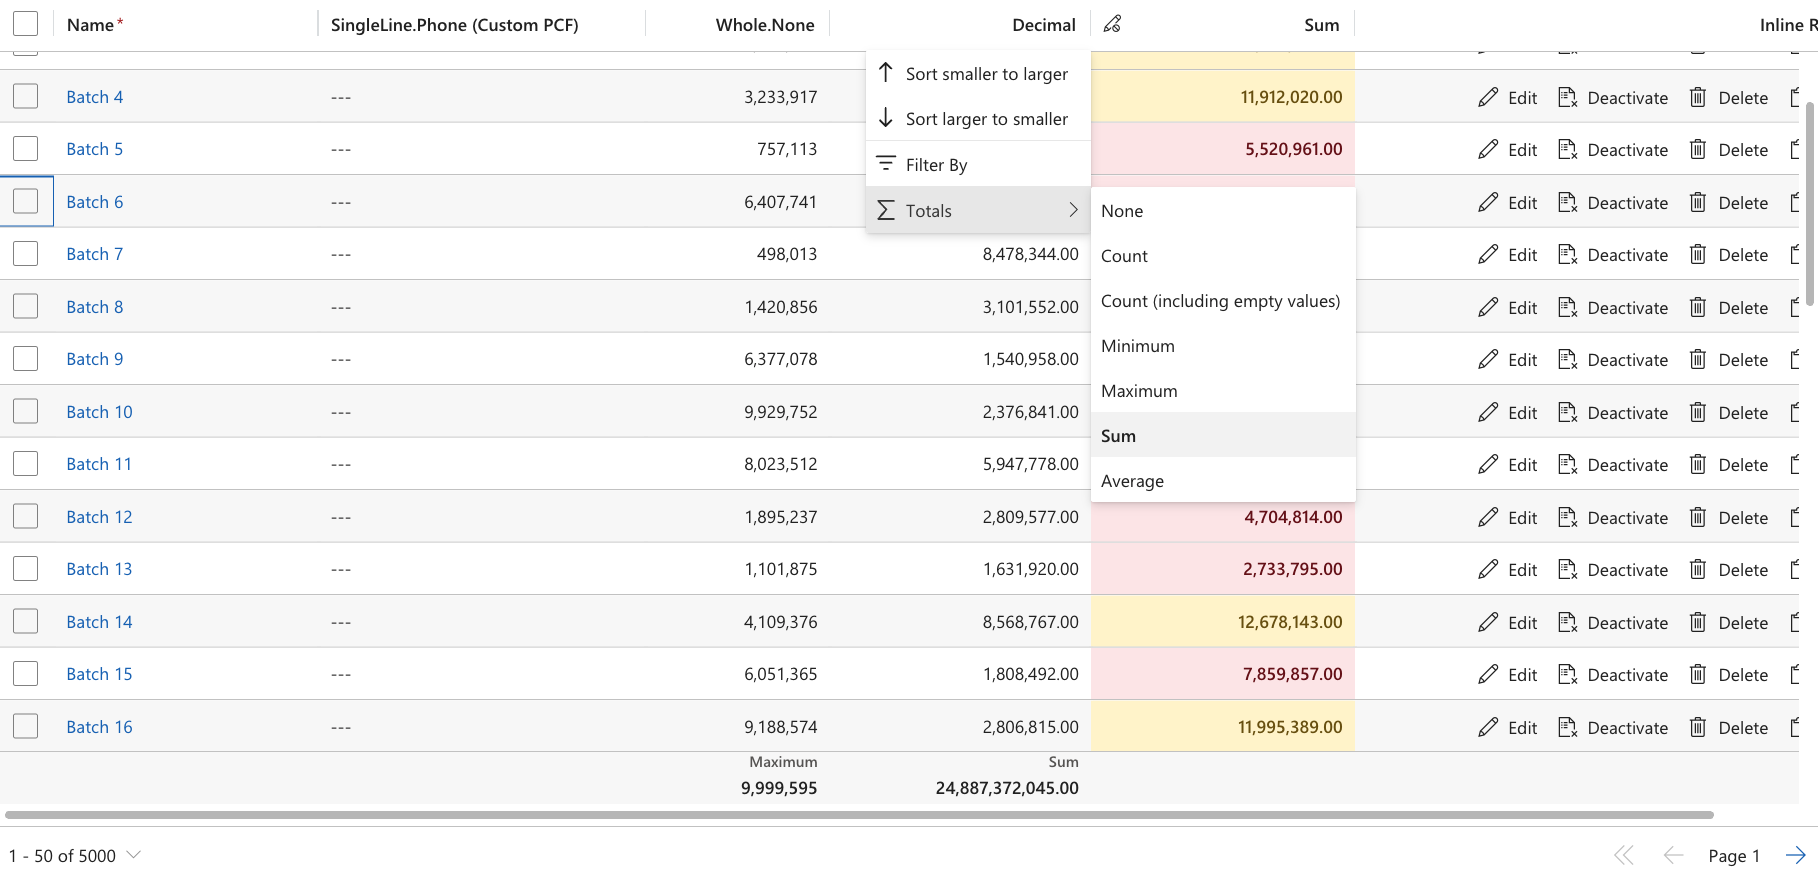 Name* SingleLine.Phone (Custom PCF) Whole.None Decimal Sum Inline R
Sort smaller to larger
Batch 4 --- 3,233,917 11,912,020.00 Edit Deactivate Delete
Sort larger to smaller
Batch 5 --- 757,113 5,520,961.00 Edit Deactivate Delete
Filter By
Batch 6 --- 6,407,741 Edit Deactivate Delete
Totals None
Batch 7 --- 498,013 8,478,344.00 Count Edit Deactivate Delete
Batch 8 --- 1,420,856 3,101,552.00 Count (including empty values) Edit Deactivate Delete
Batch 9 --- 6,377,078 1,540,958.00 Minimum Edit Deactivate Delete
Maximum
Batch 10 --- 9,929,752 2,376,841.00 Edit Deactivate Delete
Sum
Batch 11 --- 8,023,512 5,947,778.00 Edit Deactivate Delete
Average
Batch 12 --- 1,895,237 2,809,577.00 4,704,814.00 Edit Deactivate Delete
Batch 13 --- 1,101,875 1,631,920.00 2,733,795.00 Edit Deactivate Delete
Batch 14 --- 4,109,376 8,568,767.00 12,678,143.00 Edit Deactivate Delete
Batch 15 --- 6,051,365 1,808,492.00 7,859,857.00 Edit Deactivate Delete
Batch 16 --- 9,188,574 2,806,815.00 11,995,389.00 Edit Deactivate Delete
Maximum Sum
9,999,595 24,887,372,045.00
1 - 50 of 5000 Page 1